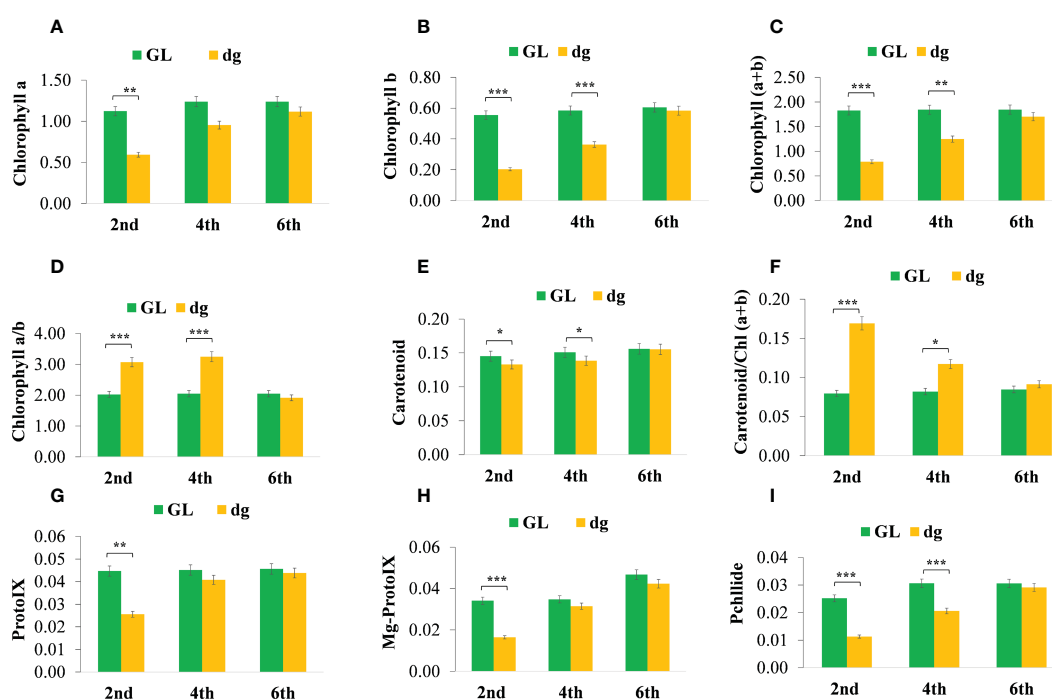 A
GL dg
Chlorophyll a
1.50
1.00
0.50
0.00
**
2nd 4th 6th
B
GL dg
Chlorophyll b
0.80
0.60
0.40
0.20
0.00
*** ***
2nd 4th 6th
C
GL dg
Chlorophyll (a+b)
2.50
2.00
1.50
1.00
0.50
0.00
*** **
2nd 4th 6th
D
GL dg
Chlorophyll a/b
4.00
3.00
2.00
1.00
0.00
*** ***
2nd 4th 6th
E
GL dg
Carotenoid
0.20
0.15
0.10
0.05
0.00
* *
2nd 4th 6th
F
GL dg
Carotenoid/Chl (a+b)
0.20
0.15
0.10
0.05
0.00
*** *
2nd 4th 6th
G
GL dg
ProtoIX
0.06
0.05
0.04
0.03
0.02
0.01
0.00
**
2nd 4th 6th
H
GL dg
Mg-ProtoIX
0.06
0.04
0.02
0.00
***
2nd 4th 6th
I
GL dg
Pchllide
0.04
0.03
0.02
0.01
0.00
*** ***
2nd 4th 6th